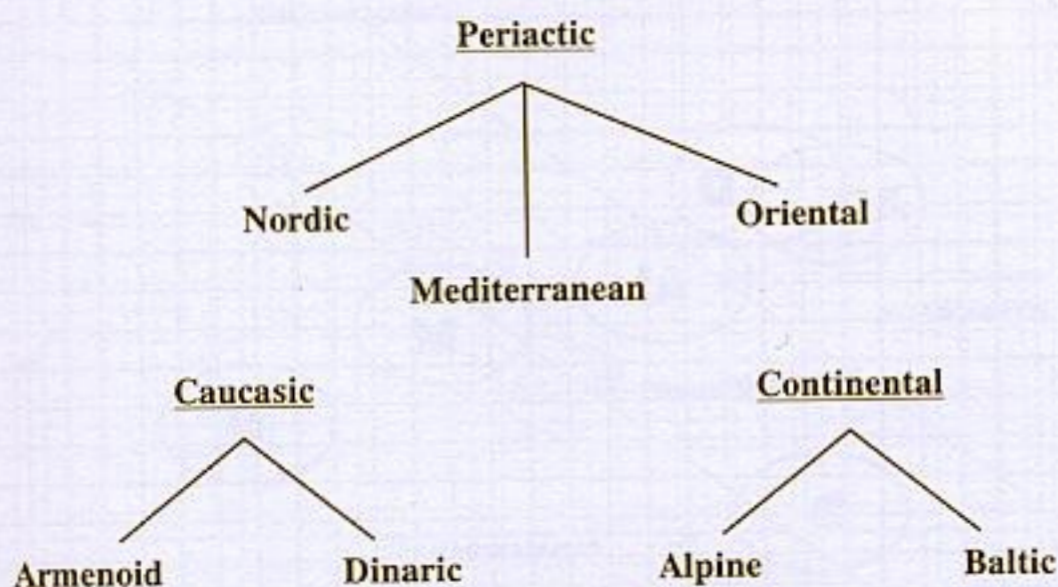 Periactic
Nordic
Oriental
Mediterranean
Caucasic
Continental
Armenoid
Dinaric
Alpine
Baltic